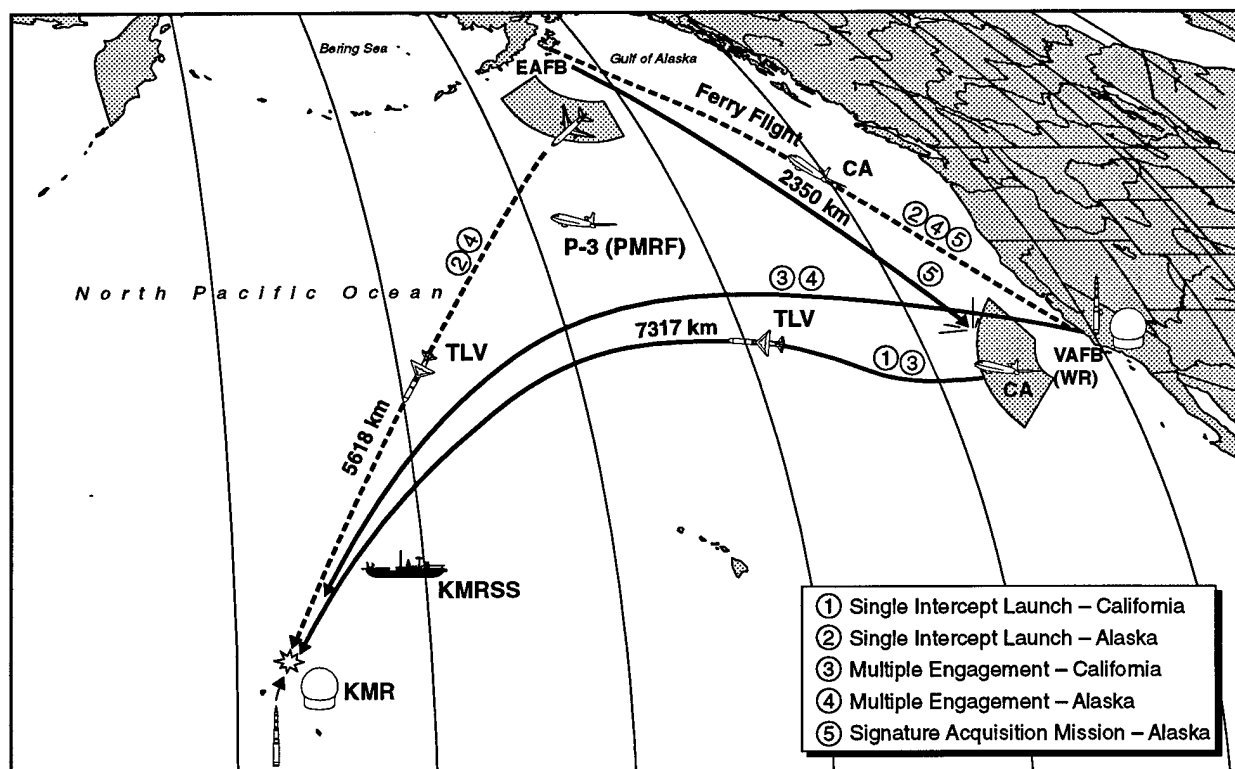 Bering Sea
Gulf of Alaska
EAFB
Ferry Flight
CA
2350 km
②④⑤
②④
P-3 (PMRF)
⑤
North Pacific Ocean
③④
TLV
7317 km
①③
VAFB
(WR)
CA
TLV
5618 km
KMRSS
KMR
① Single Intercept Launch – California
② Single Intercept Launch – Alaska
③ Multiple Engagement – California
④ Multiple Engagement – Alaska
⑤ Signature Acquisition Mission – Alaska